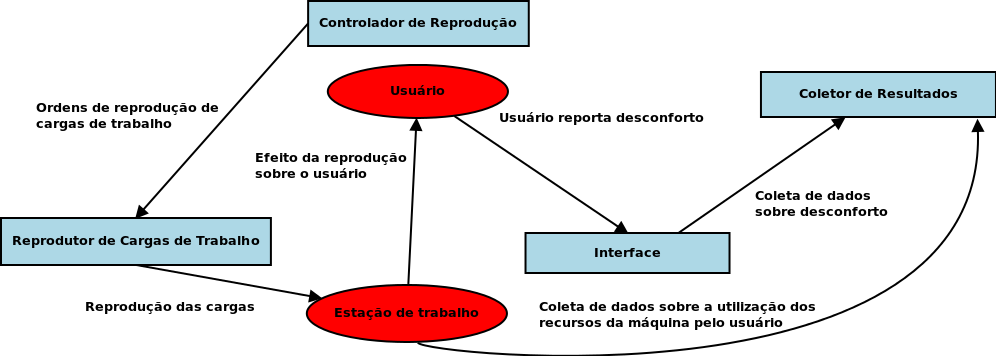 Controlador de Reprodução
Usuário
Coletor de Resultados
Ordens de reprodução de
cargas de trabalho
Usuário reporta desconforto
Efeito da reprodução
sobre o usuário
Coleta de dados
sobre desconforto
Reprodutor de Cargas de Trabalho
Interface
Reprodução das cargas
Estação de trabalho
Coleta de dados sobre a utilização dos
recursos da máquina pelo usuário